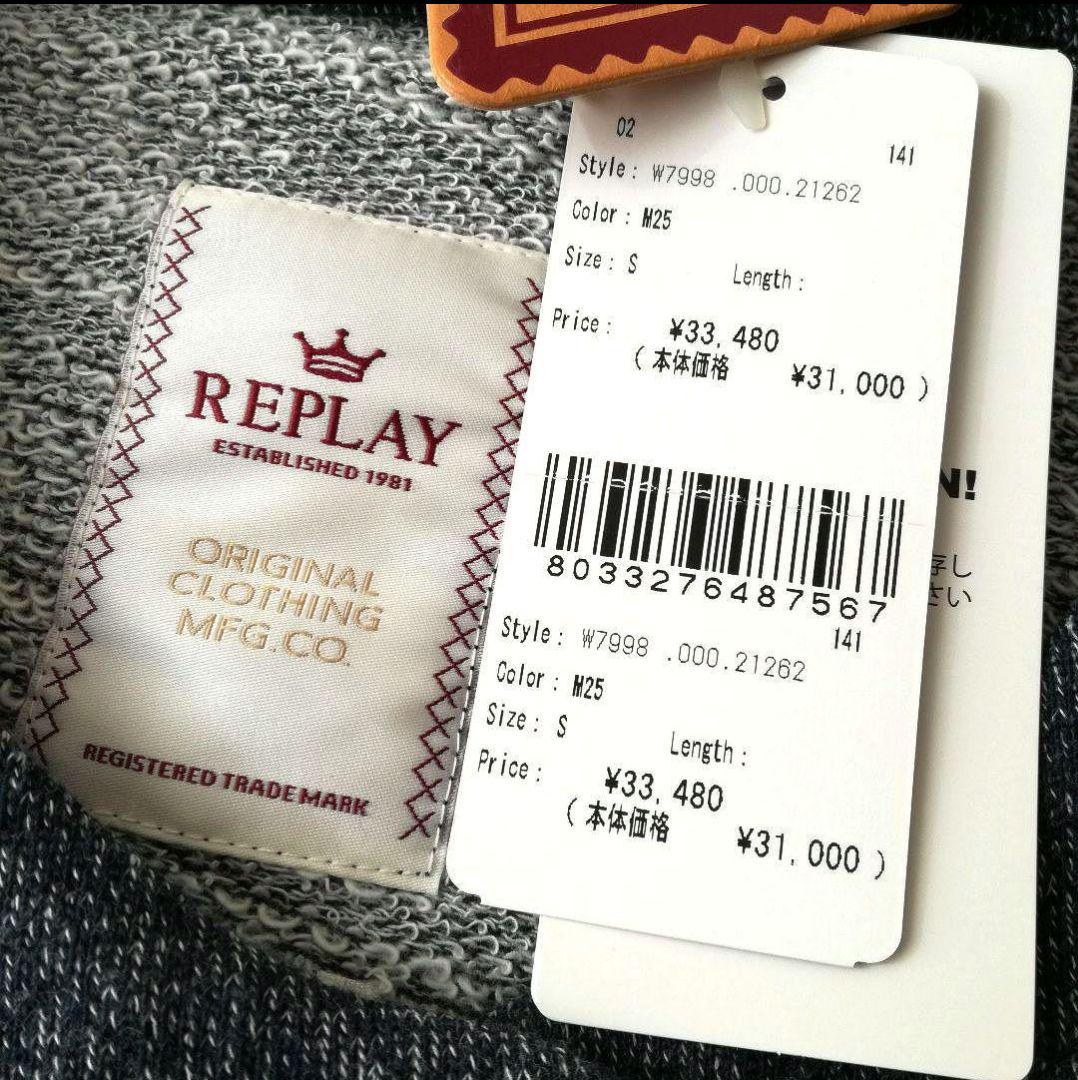 REPLAY
ESTABLISHED 1981
ORIGINAL
CLOTHING
MFG.CO.
REGISTERED TRADE MARK
02
141
Style: W7998 .000.21262
Color: M25
Size: S Length:
Price: ¥33,480
(本体価格 ¥31,000)
8033276487567
141
Style: W7998 .000.21262
Color: M25
Size: S Length:
Price: ¥33,480
(本体価格 ¥31,000)
N!
存し
さい